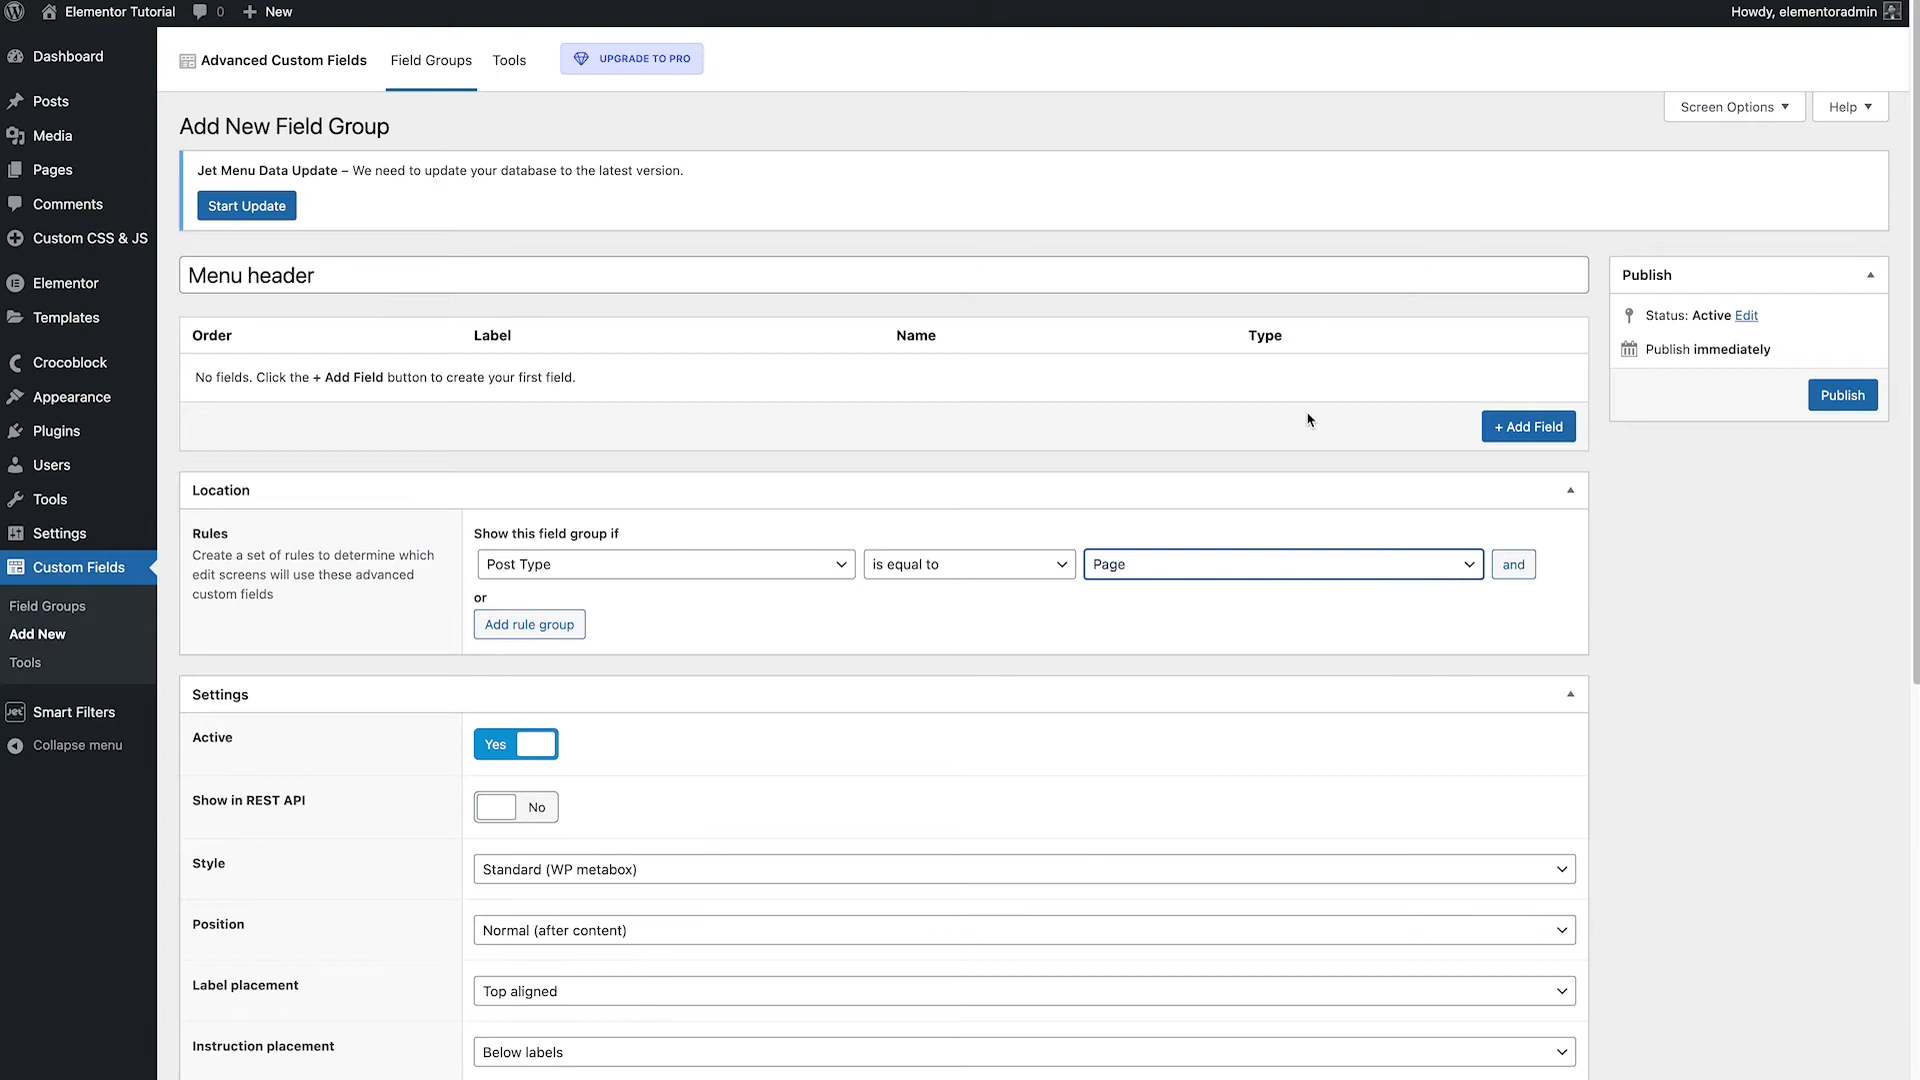 Elementor Tutorial
0
New
Howdy, elementoradmin
Dashboard
Posts
Media
Pages
Comments
Custom CSS & JS
Elementor
Templates
Crocoblock
Appearance
Plugins
Users
Tools
Settings
Custom Fields
Field Groups
Add New
Tools
Smart Filters
Collapse menu
Advanced Custom Fields
Field Groups
Tools
UPGRADE TO PRO
Screen Options
Help
Add New Field Group
Jet Menu Data Update – We need to update your database to the latest version.
Start Update
Menu header
Order Label Name Type
No fields. Click the + Add Field button to create your first field.
+ Add Field
Location
Rules
Create a set of rules to determine which
edit screens will use these advanced
custom fields
Show this field group if
Post Type
is equal to
Page
and
or
Add rule group
Settings
Active
Yes
Show in REST API
No
Style
Standard (WP metabox)
Position
Normal (after content)
Label placement
Top aligned
Instruction placement
Below labels
Publish
Status: Active Edit
Publish immediately
Publish